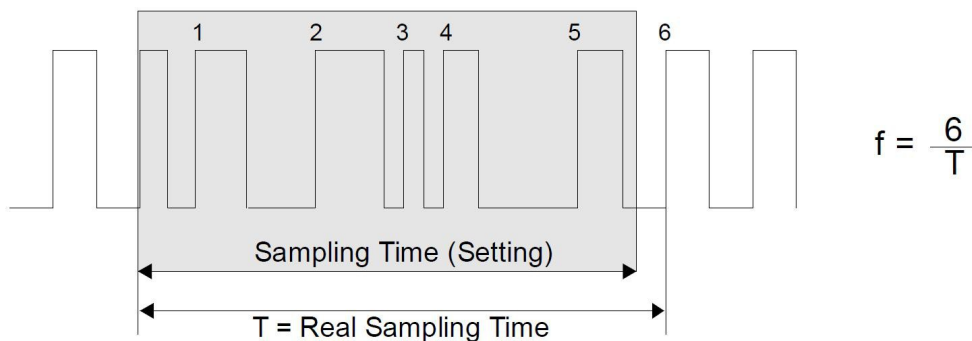 1 2 3 4 5 6
f = 6
T
Sampling Time (Setting)
T = Real Sampling Time